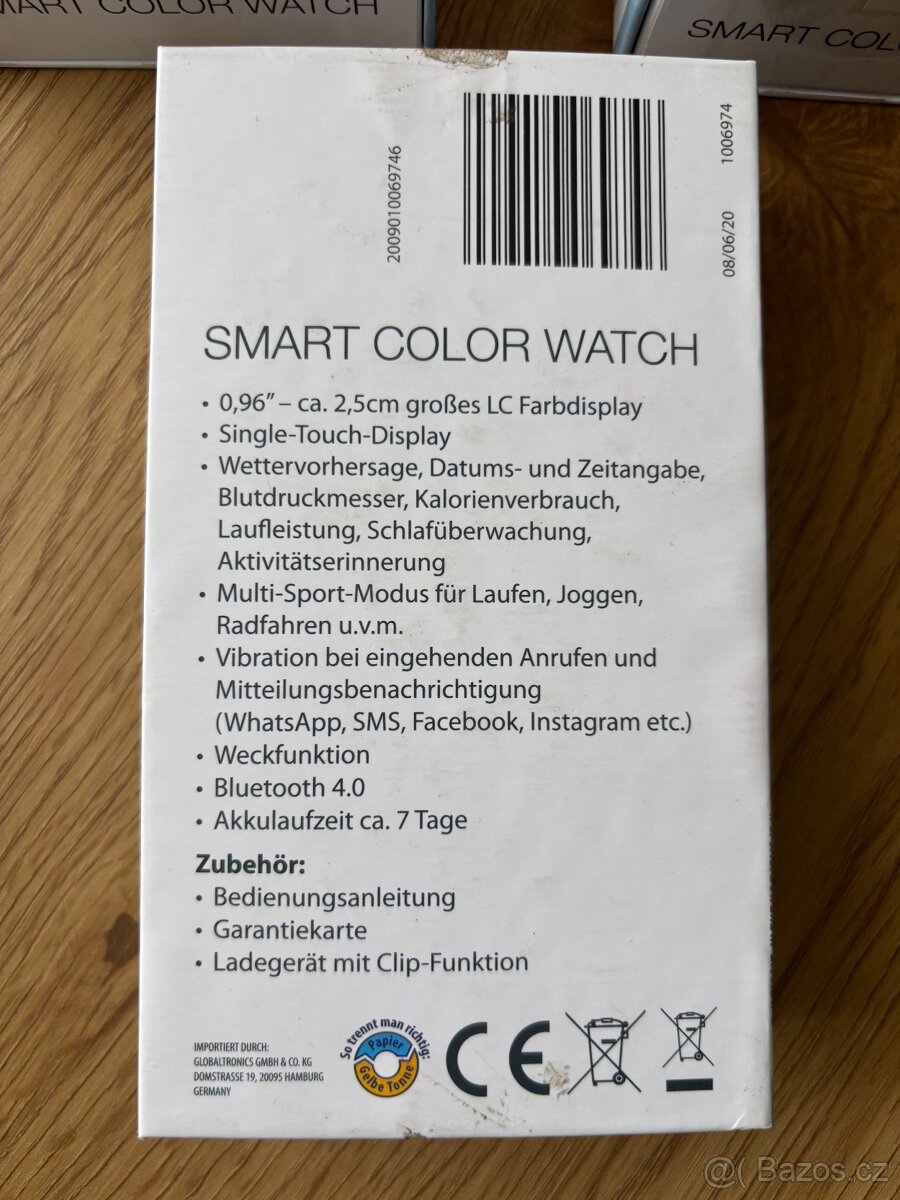 SMART COLOR WATCH
SMART COL
2009010069746
1006974
08/06/20
SMART COLOR WATCH
• 0,96” – ca. 2,5cm großes LC Farbdisplay
• Single-Touch-Display
• Wettervorhersage, Datums- und Zeitangabe,
Blutdruckmesser, Kalorienverbrauch,
Laufleistung, Schlafüberwachung,
Aktivitätserinnerung
• Multi-Sport-Modus für Laufen, Joggen,
Radfahren u.v.m.
• Vibration bei eingehenden Anrufen und
Mitteilungsbenachrichtigung
(WhatsApp, SMS, Facebook, Instagram etc.)
• Weckfunktion
• Bluetooth 4.0
• Akkulaufzeit ca. 7 Tage
Zubehör:
• Bedienungsanleitung
• Garantiekarte
• Ladegerät mit Clip-Funktion
IMPORTIERT DURCH:
GLOBALTRONICS GMBH & CO. KG
DOMSTRASSE 19, 20095 HAMBURG
GERMANY
So trennt man richtig:
Papier
Gelbe Tonne
CE
@( Bazos.cz